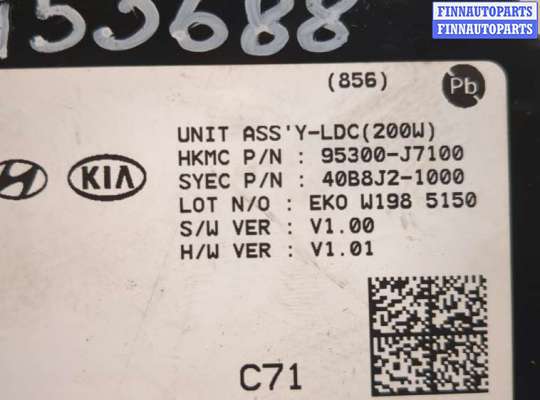 FINNAUTOPARTS
FINNAUTOPARTS
(856)
Pb
UNIT ASS'Y-LDC(200W)
HKMC P/N : 95300-J7100
SYEC P/N : 40B8J2-1000
LOT N/O : EKO W198 5150
S/W VER : V1.00
H/W VER : V1.01
KIA
C71